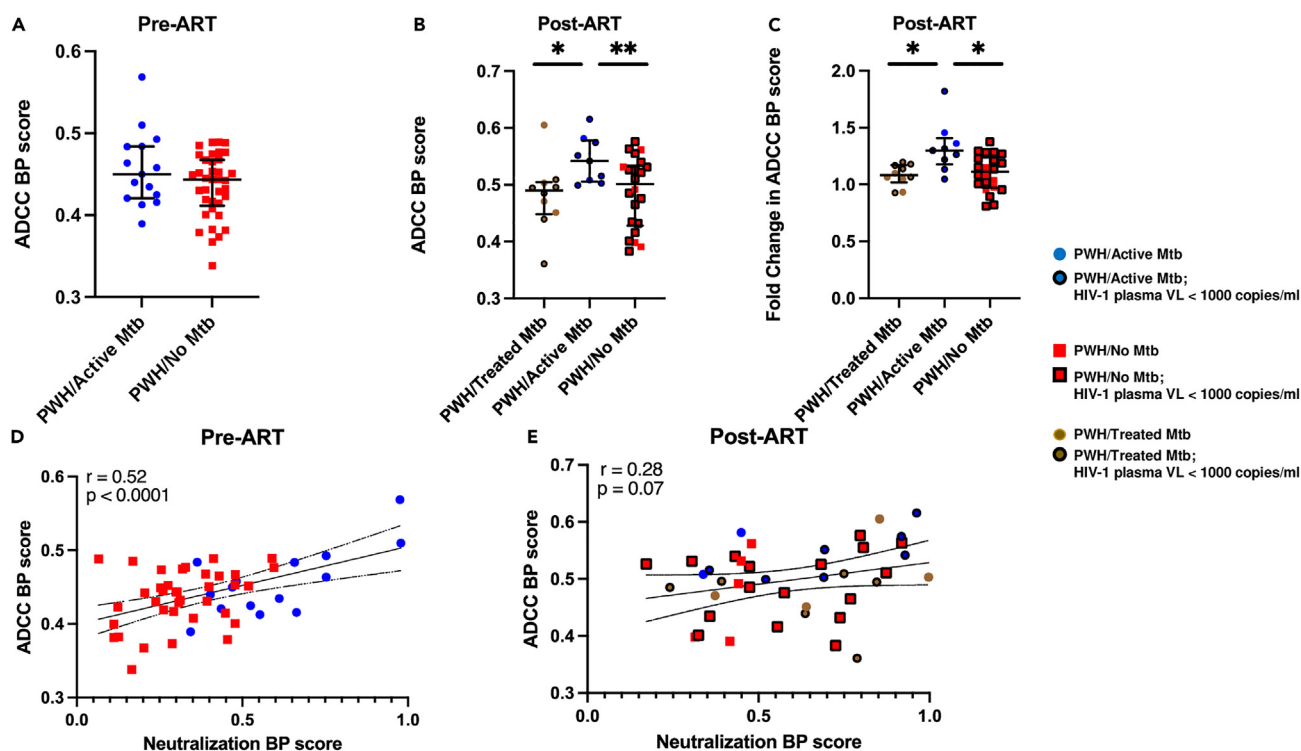 A
Pre-ART
ADCC BP score
0.6
0.5
0.4
0.3
PWH/Active Mtb
PWH/No Mtb
B
Post-ART
*
**
ADCC BP score
0.7
0.6
0.5
0.4
0.3
PWH/Treated Mtb
PWH/Active Mtb
PWH/No Mtb
C
Post-ART
*
*
Fold Change in ADCC BP score
2.0
1.5
1.0
0.5
0.0
PWH/Treated Mtb
PWH/Active Mtb
PWH/No Mtb
PWH/Active Mtb
PWH/Active Mtb;
HIV-1 plasma VL < 1000 copies/ml
PWH/No Mtb
PWH/No Mtb;
HIV-1 plasma VL < 1000 copies/ml
PWH/Treated Mtb
PWH/Treated Mtb;
HIV-1 plasma VL < 1000 copies/ml
D
Pre-ART
r = 0.52
p < 0.0001
ADCC BP score
0.6
0.5
0.4
0.3
0.0
0.5
1.0
Neutralization BP score
E
Post-ART
r = 0.28
p = 0.07
ADCC BP score
0.7
0.6
0.5
0.4
0.3
0.0
0.5
1.0
Neutralization BP score